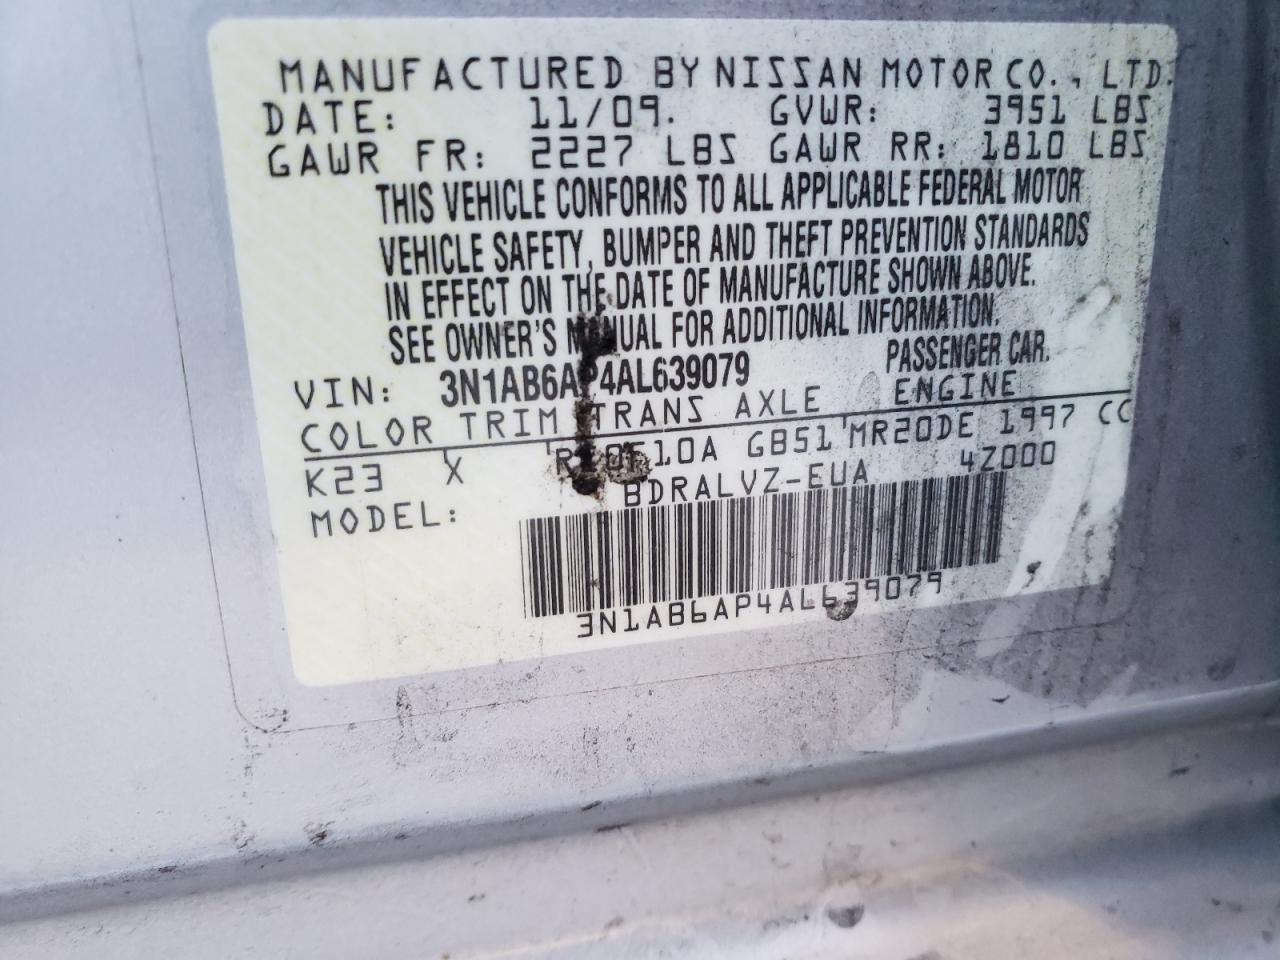 MANUFACTURED BY NISSAN MOTOR CO., LTD.
DATE: 11/09. GVWR: 3951 LBS
GAWR FR: 2227 LBS GAWR RR: 1810 LBS
THIS VEHICLE CONFORMS TO ALL APPLICABLE FEDERAL MOTOR
VEHICLE SAFETY, BUMPER AND THEFT PREVENTION STANDARDS
IN EFFECT ON THE DATE OF MANUFACTURE SHOWN ABOVE.
SEE OWNER'S MANUAL FOR ADDITIONAL INFORMATION.
VIN: 3N1AB6AP4AL639079 PASSENGER CAR.
COLOR TRIM TRANS AXLE ENGINE
K23 X GB51 MR20DE 1997 CC
MODEL: BDRALVZ-EUA 4Z000
3N1AB6AP4AL639079